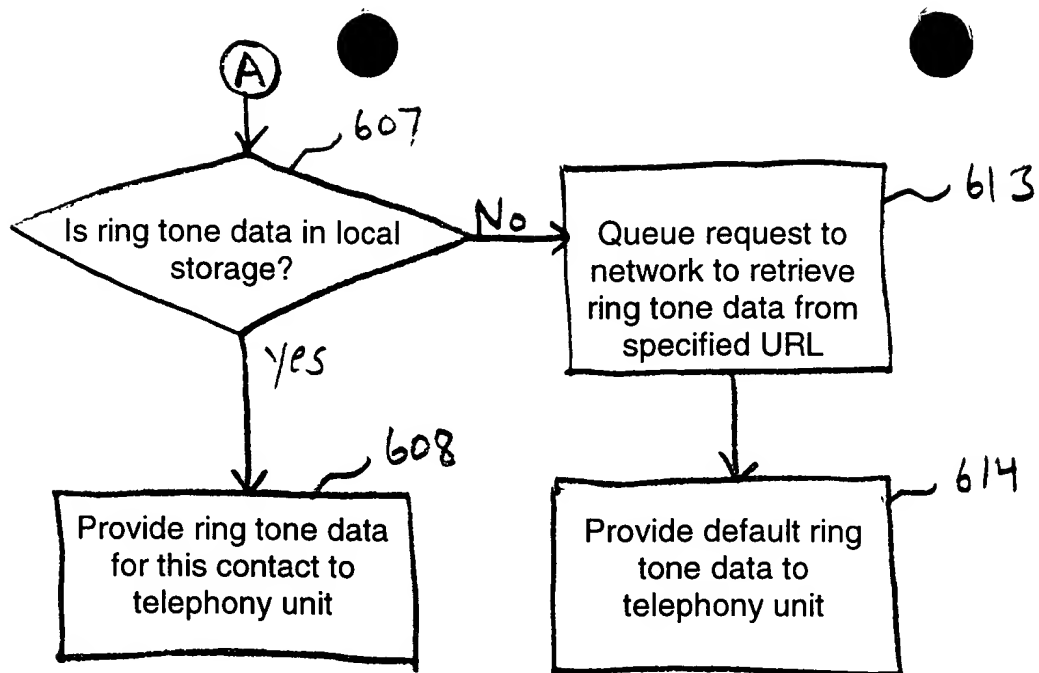 A
607
Is ring tone data in local
storage?
No
613
Queue request to
network to retrieve
ring tone data from
specified URL
yes
608
Provide ring tone data
for this contact to
telephony unit
614
Provide default ring
tone data to
telephony unit